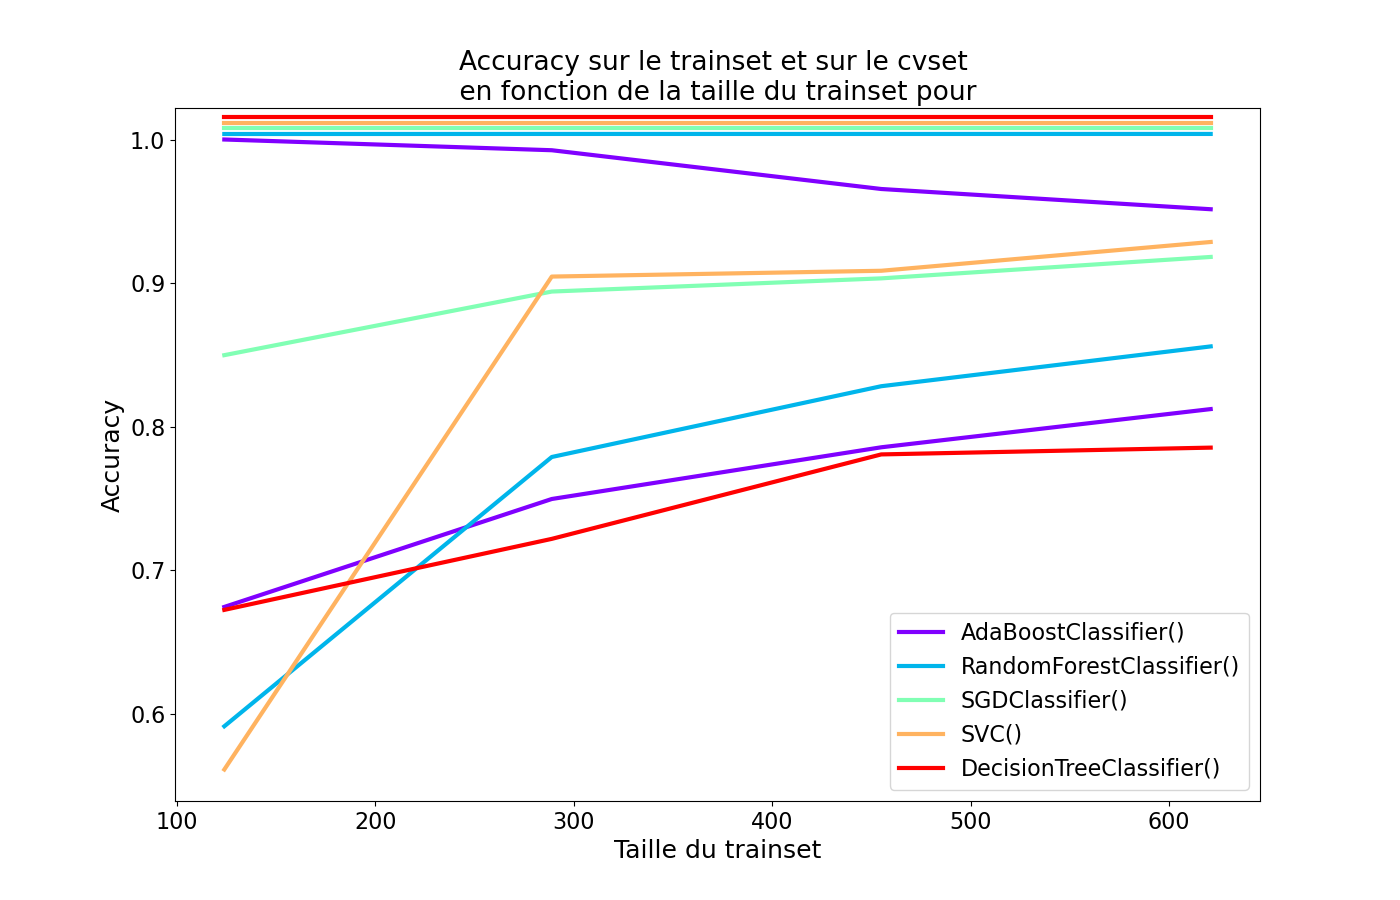 Accuracy sur le trainset et sur le cvset
en fonction de la taille du trainset pour
1.0
0.9
0.8
0.7
0.6
Accuracy
AdaBoostClassifier()
RandomForestClassifier()
SGDClassifier()
SVC()
DecisionTreeClassifier()
100 200 300 400 500 600
Taille du trainset